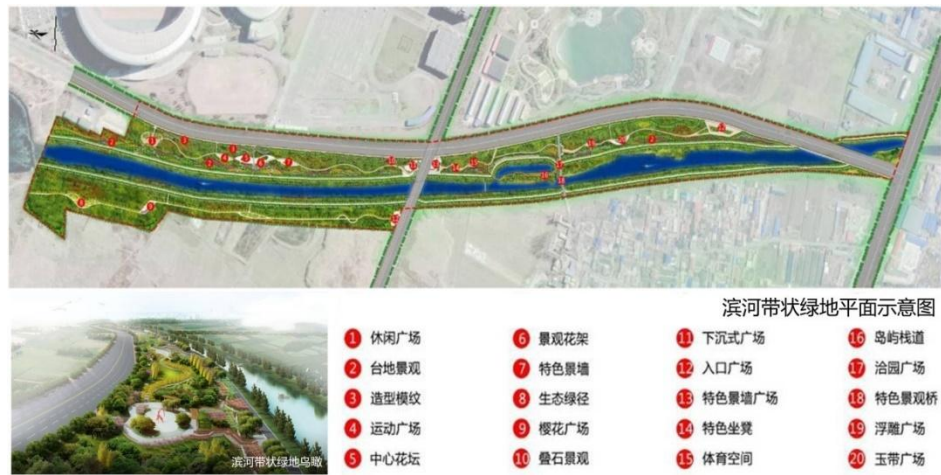 滨河带状绿地平面示意图
1 休闲广场
2 台地景观
3 造型模纹
4 运动广场
5 中心花坛
6 景观花架
7 特色景墙
8 生态绿径
9 樱花广场
10 叠石景观
11 下沉式广场
12 入口广场
13 特色景墙广场
14 特色坐凳
15 体育空间
16 岛屿栈道
17 洽园广场
18 特色景观桥
19 浮雕广场
20 玉带广场
滨河带状绿地鸟瞰